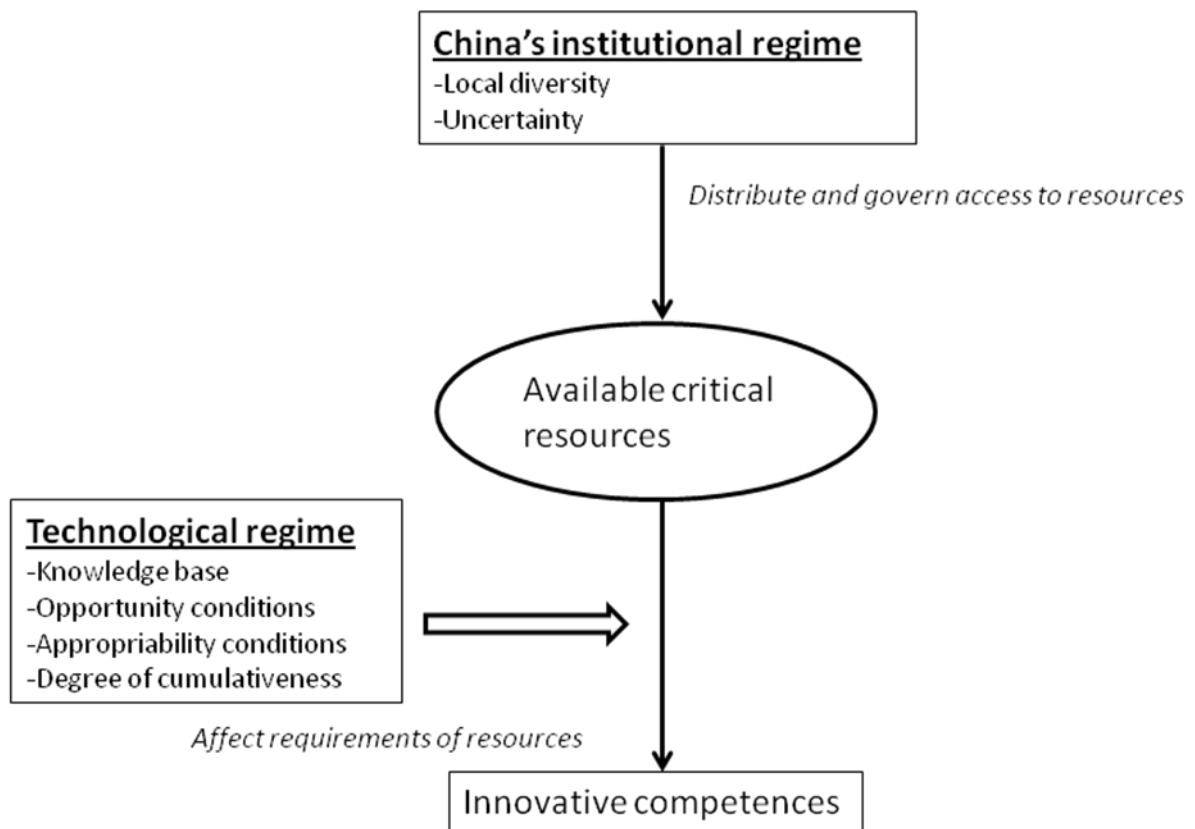 China’s institutional regime
-Local diversity
-Uncertainty
Distribute and govern access to resources
Available critical
resources
Technological regime
-Knowledge base
-Opportunity conditions
-Appropriability conditions
-Degree of cumulativeness
Affect requirements of resources
Innovative competences